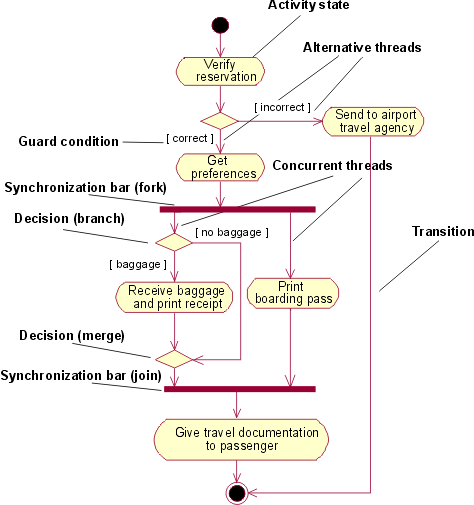 Activity state
Alternative threads
Verify
reservation
[ incorrect ]
Send to airport
travel agency
[ correct ]
Guard condition
Get
preferences
Concurrent threads
Synchronization bar (fork)
Decision (branch)
[ no baggage ]
Transition
[ baggage ]
Receive baggage
and print receipt
Print
boarding pass
Decision (merge)
Synchronization bar (join)
Give travel documentation
to passenger